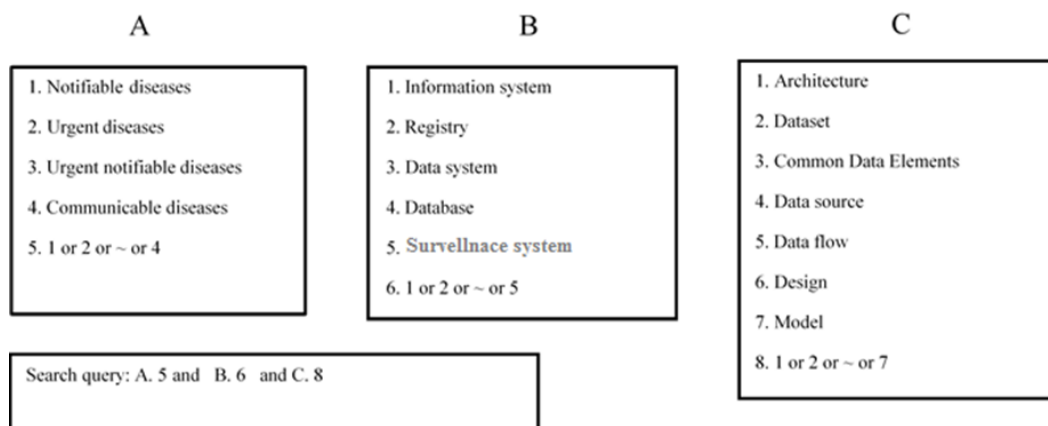 A
1. Notifiable diseases
2. Urgent diseases
3. Urgent notifiable diseases
4. Communicable diseases
5. 1 or 2 or ~ or 4
B
1. Information system
2. Registry
3. Data system
4. Database
5. Survellnace system
6. 1 or 2 or ~ or 5
C
1. Architecture
2. Dataset
3. Common Data Elements
4. Data source
5. Data flow
6. Design
7. Model
8. 1 or 2 or ~ or 7
Search query: A. 5 and B. 6 and C. 8